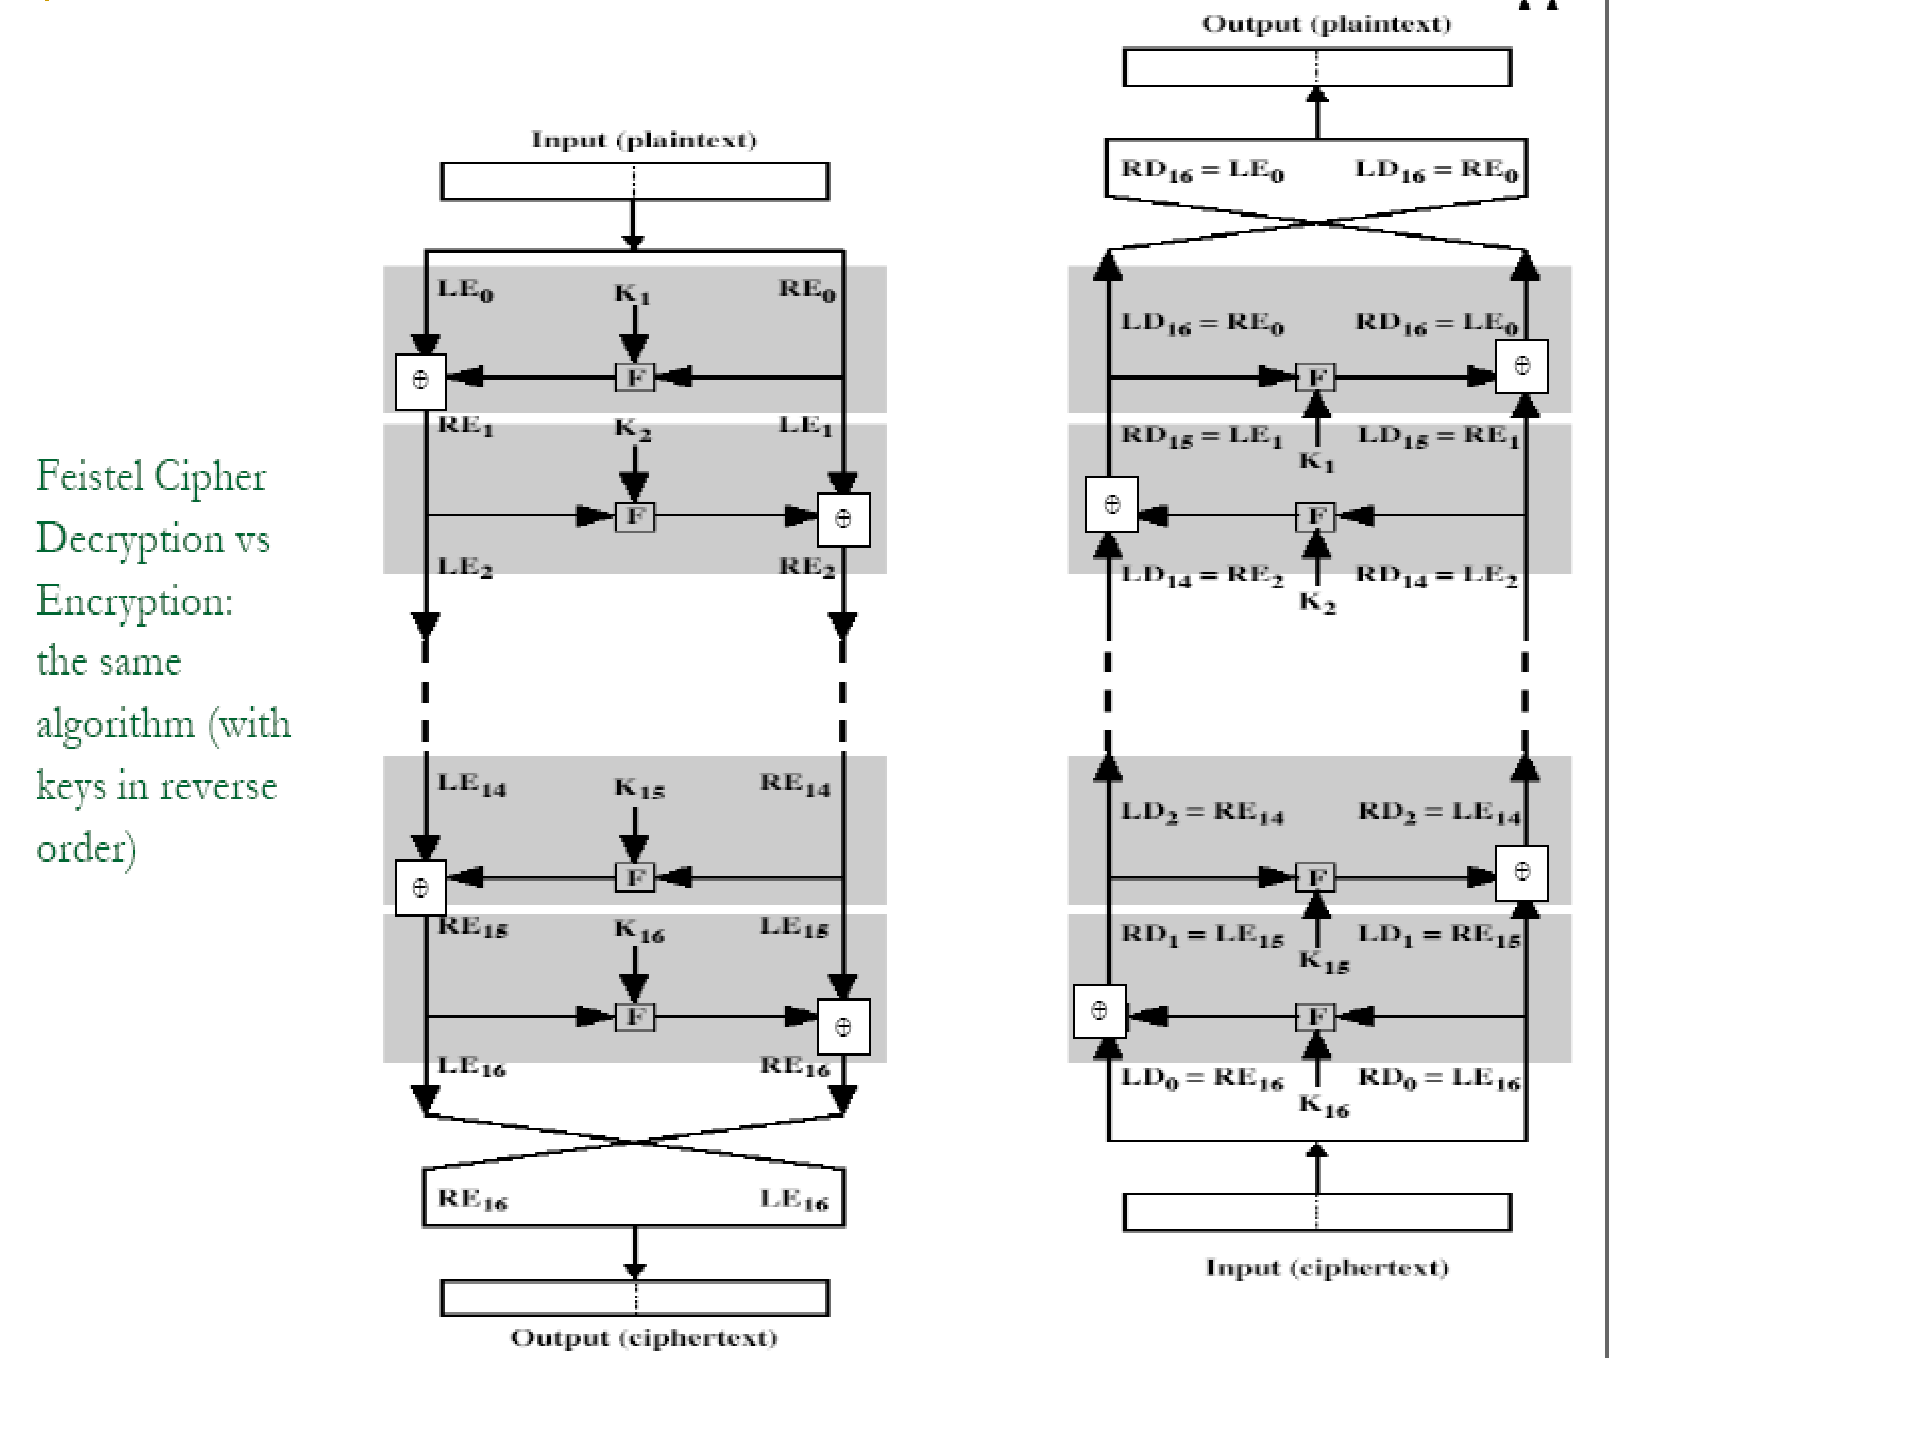 Feistel Cipher
Decryption vs
Encryption:
the same
algorithm (with
keys in reverse
order)
Input (plaintext)
LE₀ K₁ RE₀
⊕ F
RE₁ K₂ LE₁
F ⊕
LE₂ RE₂
LE₁₄ K₁₅ RE₁₄
⊕ F
RE₁₅ K₁₆ LE₁₅
F ⊕
LE₁₆ RE₁₆
RE₁₆ LE₁₆
Output (ciphertext)
Output (plaintext)
RD₁₆ = LE₀ LD₁₆ = RE₀
LD₁₆ = RE₀ RD₁₆ = LE₀
F ⊕
RD₁₅ = LE₁ K₁ LD₁₅ = RE₁
⊕ F
LD₁₄ = RE₂ K₂ RD₁₄ = LE₂
LD₂ = RE₁₄ RD₂ = LE₁₄
F ⊕
RD₁ = LE₁₅ K₁₅ LD₁ = RE₁₅
⊕ F
LD₀ = RE₁₆ K₁₆ RD₀ = LE₁₆
Input (ciphertext)